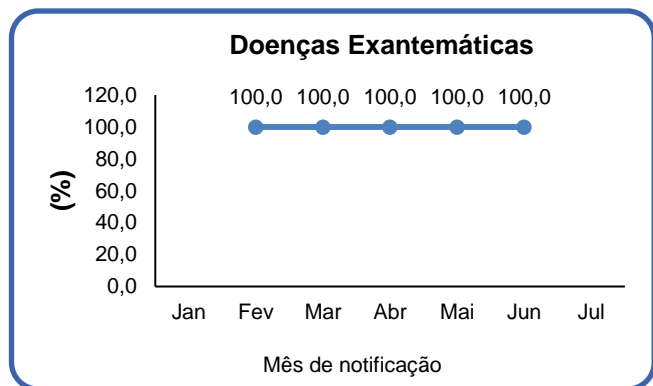 Doenças Exantemáticas
120,0
100,0
80,0
60,0
40,0
20,0
0,0
(%)
100,0 100,0 100,0 100,0 100,0
Jan Fev Mar Abr Mai Jun Jul
Mês de notificação